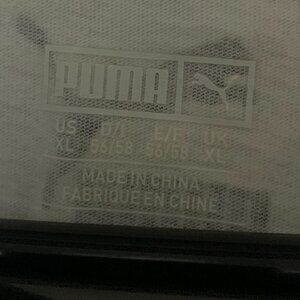 PUMA
US D/I E/F UK
XL 56/58 56/58 XL
MADE IN CHINA
FABRIQUE EN CHINE